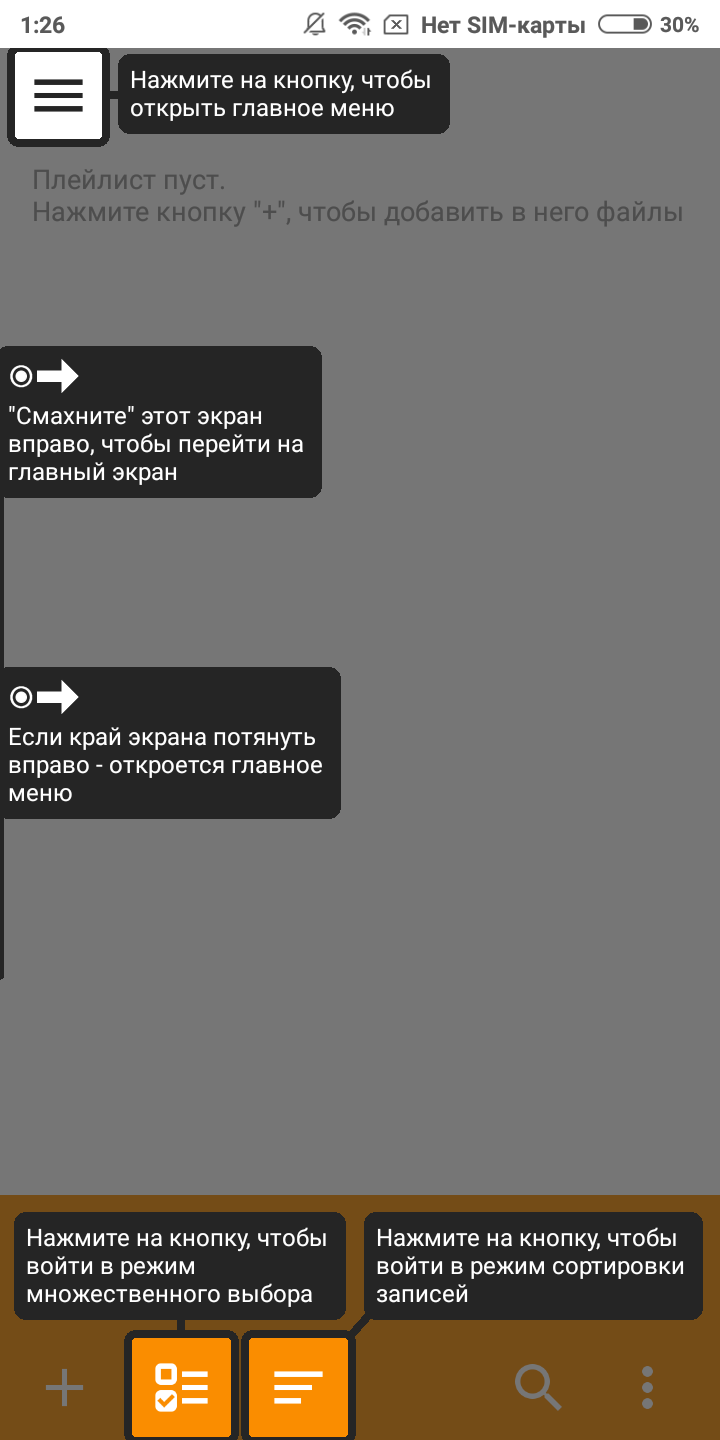 1:26
Нет SIM-карты
30%
Нажмите на кнопку, чтобы
открыть главное меню
Плейлист пуст.
Нажмите кнопку "+", чтобы добавить в него файлы
"Смахните" этот экран
вправо, чтобы перейти на
главный экран
Если край экрана потянуть
вправо - откроется главное
меню
Нажмите на кнопку, чтобы
войти в режим
множественного выбора
Нажмите на кнопку, чтобы
войти в режим сортировки
записей